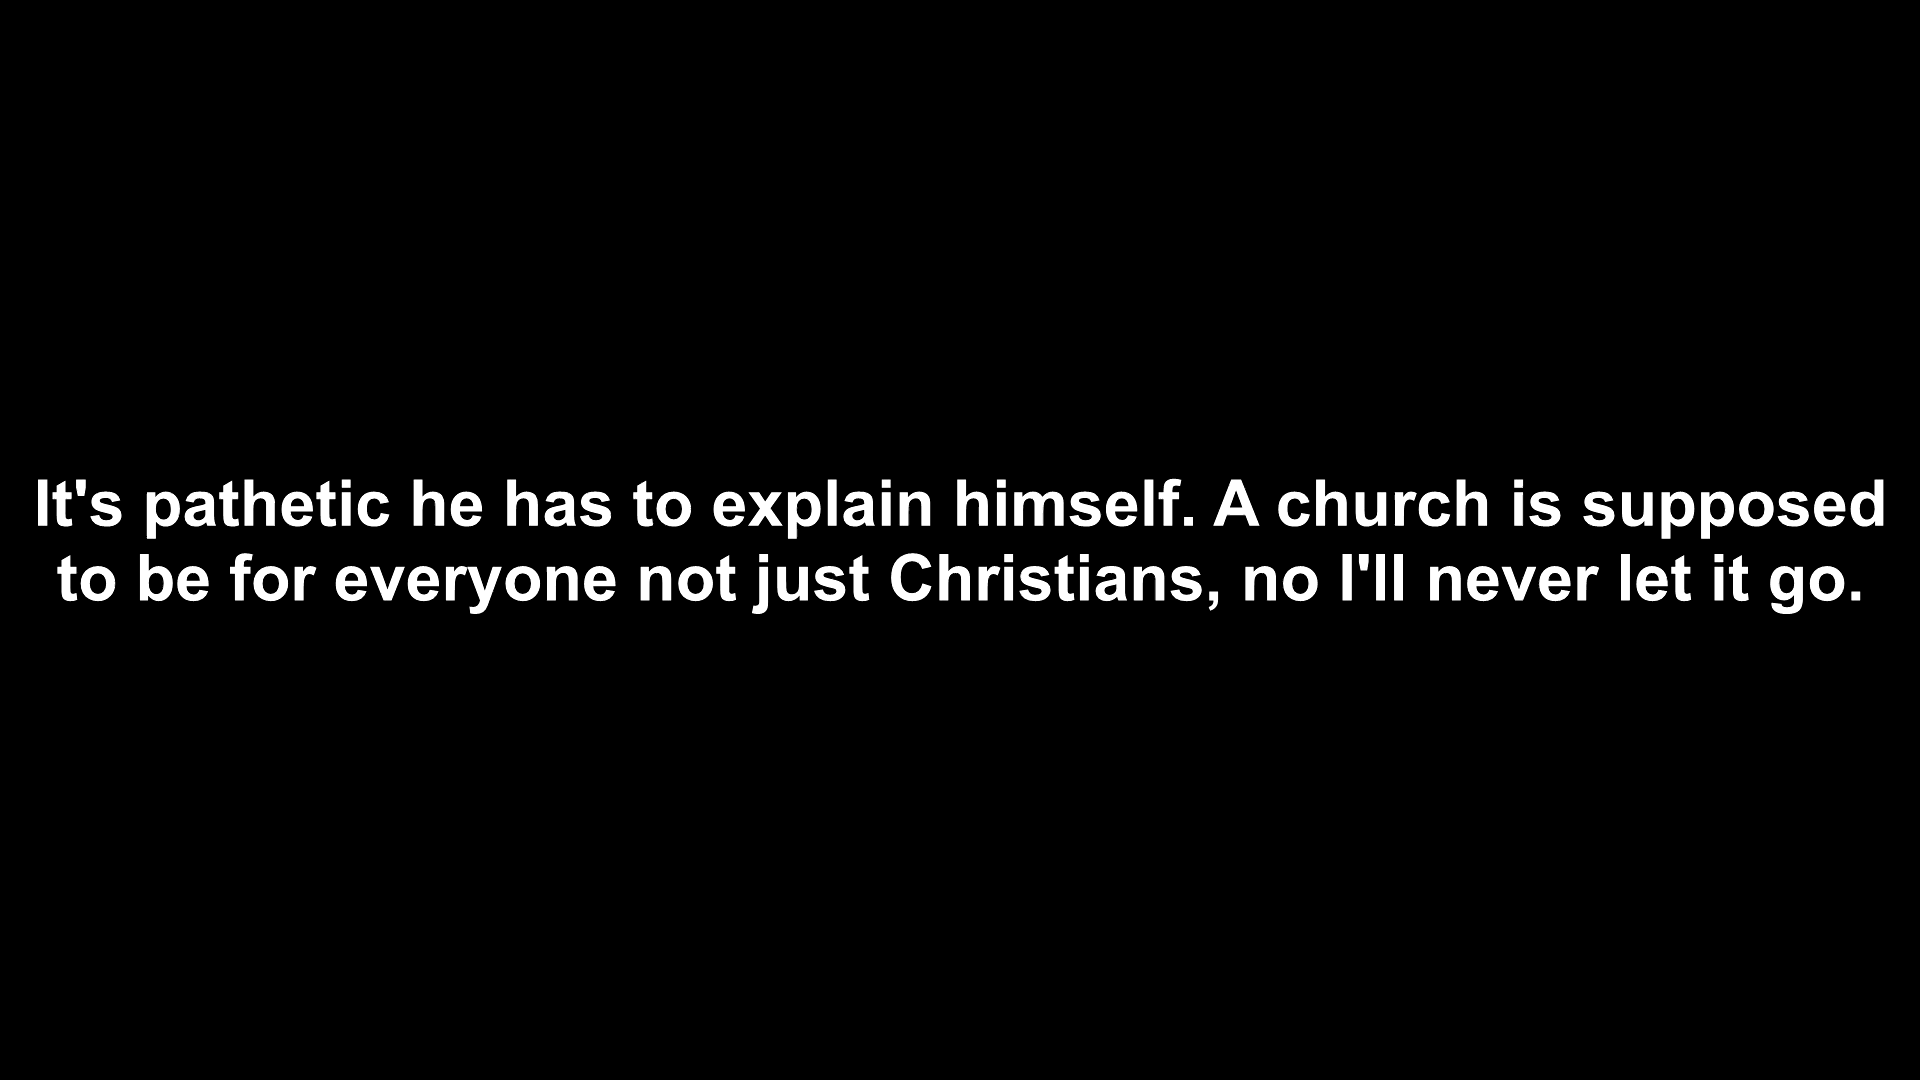 It's pathetic he has to explain himself. A church is supposed
to be for everyone not just Christians, no I'll never let it go.